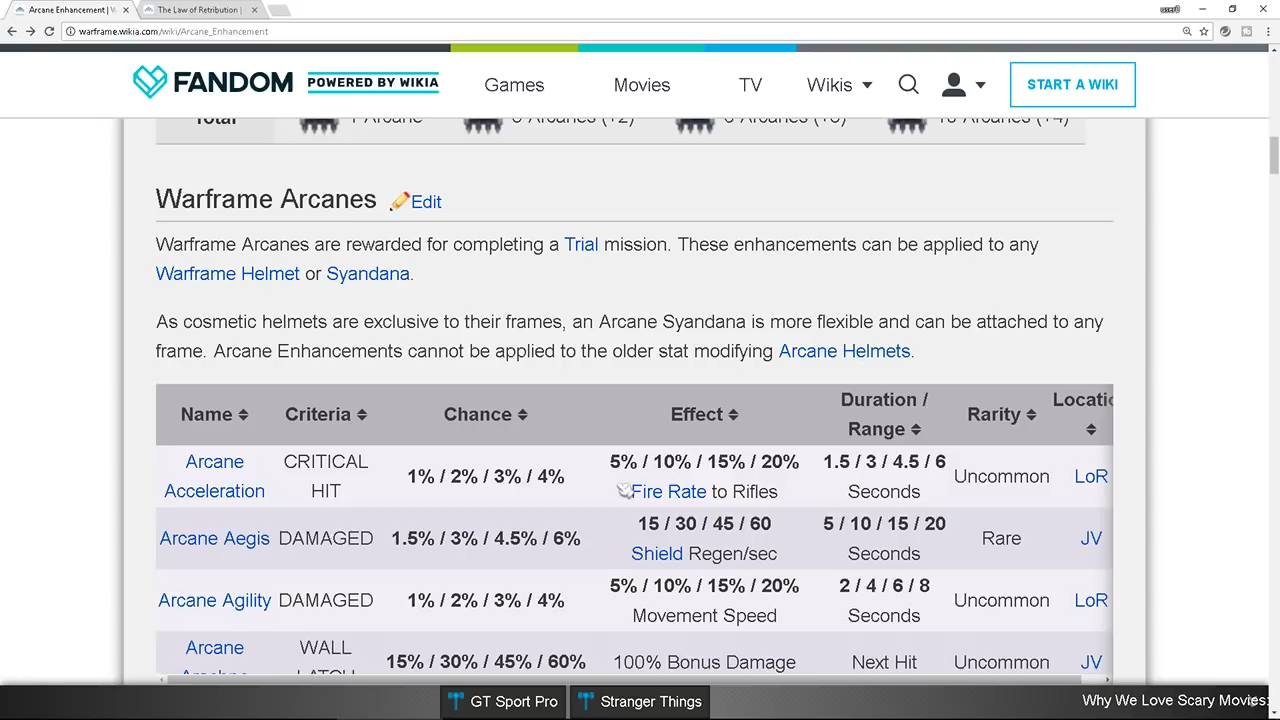 Arcane Enhancement | W
The Law of Retribution |
user0
warframe.wikia.com/wiki/Arcane_Enhancement
FANDOM POWERED BY WIKIA Games Movies TV Wikis START A WIKI
Total 1 Arcane
Warframe Arcanes Edit
Warframe Arcanes are rewarded for completing a Trial mission. These enhancements can be applied to any
Warframe Helmet or Syandana.
As cosmetic helmets are exclusive to their frames, an Arcane Syandana is more flexible and can be attached to any
frame. Arcane Enhancements cannot be applied to the older stat modifying Arcane Helmets.
Name Criteria Chance Effect Duration / Range Rarity Locatio
Arcane Acceleration CRITICAL HIT 1% / 2% / 3% / 4% 5% / 10% / 15% / 20% Fire Rate to Rifles 1.5 / 3 / 4.5 / 6 Seconds Uncommon LoR
Arcane Aegis DAMAGED 1.5% / 3% / 4.5% / 6% 15 / 30 / 45 / 60 Shield Regen/sec 5 / 10 / 15 / 20 Seconds Rare JV
Arcane Agility DAMAGED 1% / 2% / 3% / 4% 5% / 10% / 15% / 20% Movement Speed 2 / 4 / 6 / 8 Seconds Uncommon LoR
Arcane WALL 15% / 30% / 45% / 60% 100% Bonus Damage Next Hit Uncommon JV
GT Sport Pro Stranger Things Why We Love Scary Movies: